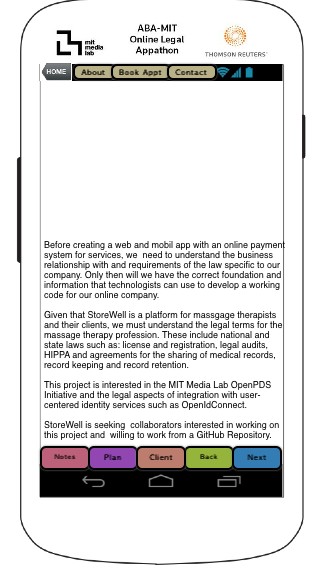 mit
media
lab
ABA-MIT
Online Legal
Appathon
THOMSON REUTERS
HOME
About
Book Appt
Contact
Before creating a web and mobil app with an online payment
system for services, we  need to understand the business
relationship with and requirements of the law specific to our
company. Only then will we have the correct foundation and
information that technologists can use to develop a working
code for our online company.
Given that StoreWell is a platform for massgage therapists
and their clients, we must understand the legal terms for the
massage therapy profession. These include national and
state laws such as: license and registration, legal audits,
HIPPA and agreements for the sharing of medical records,
record keeping and record retention.
This project is interested in the MIT Media Lab OpenPDS
Initiative and the legal aspects of integration with user-
centered identity services such as OpenIdConnect.
StoreWell is seeking  collaborators interested in working on
this project and  willing to work from a GitHub Repository.
Notes
Plan
Client
Back
Next